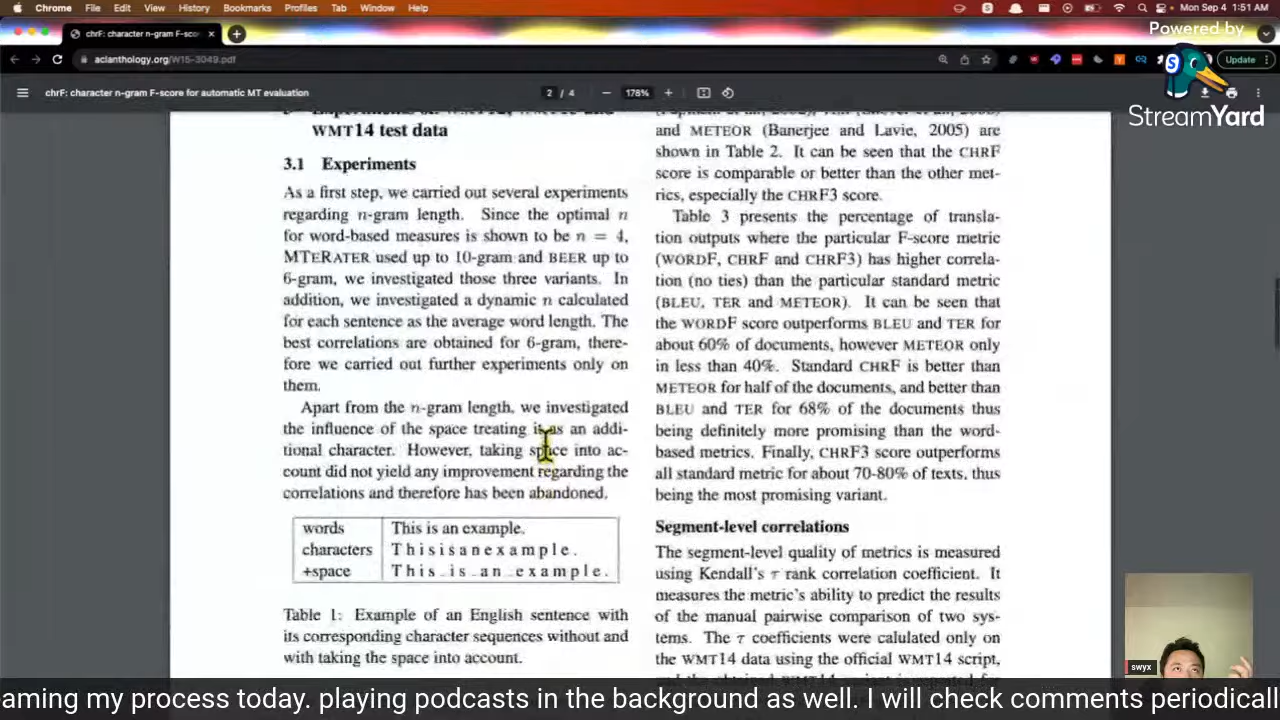 Chrome File Edit View History Bookmarks Profiles Tab Window Help
Mon Sep 4 1:51 AM
chrF: character n-gram F-sco
aclanthology.org/W15-3049.pdf
Update
Powered by
StreamYard
chrF: character n-gram F-score for automatic MT evaluation
2 / 4
178%
WMT14 test data
3.1 Experiments
As a first step, we carried out several experiments
regarding n-gram length. Since the optimal n
for word-based measures is shown to be n = 4,
MTERATER used up to 10-gram and BEER up to
6-gram, we investigated those three variants. In
addition, we investigated a dynamic n calculated
for each sentence as the average word length. The
best correlations are obtained for 6-gram, there-
fore we carried out further experiments only on
them.
Apart from the n-gram length, we investigated
the influence of the space treating is as an addi-
tional character. However, taking space into ac-
count did not yield any improvement regarding the
correlations and therefore has been abandoned.
words This is an example.
characters T h i s i s a n e x a m p l e .
+space T h i s _ i s _ a n _ e x a m p l e .
Table 1: Example of an English sentence with
its corresponding character sequences without and
with taking the space into account.
and METEOR (Banerjee and Lavie, 2005) are
shown in Table 2. It can be seen that the CHRF
score is comparable or better than the other met-
rics, especially the CHRF3 score.
Table 3 presents the percentage of transla-
tion outputs where the particular F-score metric
(WORDF, CHRF and CHRF3) has higher correla-
tion (no ties) than the particular standard metric
(BLEU, TER and METEOR). It can be seen that
the WORDF score outperforms BLEU and TER for
about 60% of documents, however METEOR only
in less than 40%. Standard CHRF is better than
METEOR for half of the documents, and better than
BLEU and TER for 68% of the documents thus
being definitely more promising than the word-
based metrics. Finally, CHRF3 score outperforms
all standard metric for about 70-80% of texts, thus
being the most promising variant.
Segment-level correlations
The segment-level quality of metrics is measured
using Kendall's τ rank correlation coefficient. It
measures the metric's ability to predict the results
of the manual pairwise comparison of two sys-
tems. The τ coefficients were calulated only on
the WMT14 data using the official WMT14 script,
swyx
eaming my process today. playing podcasts in the background as well. I will check comments periodicall